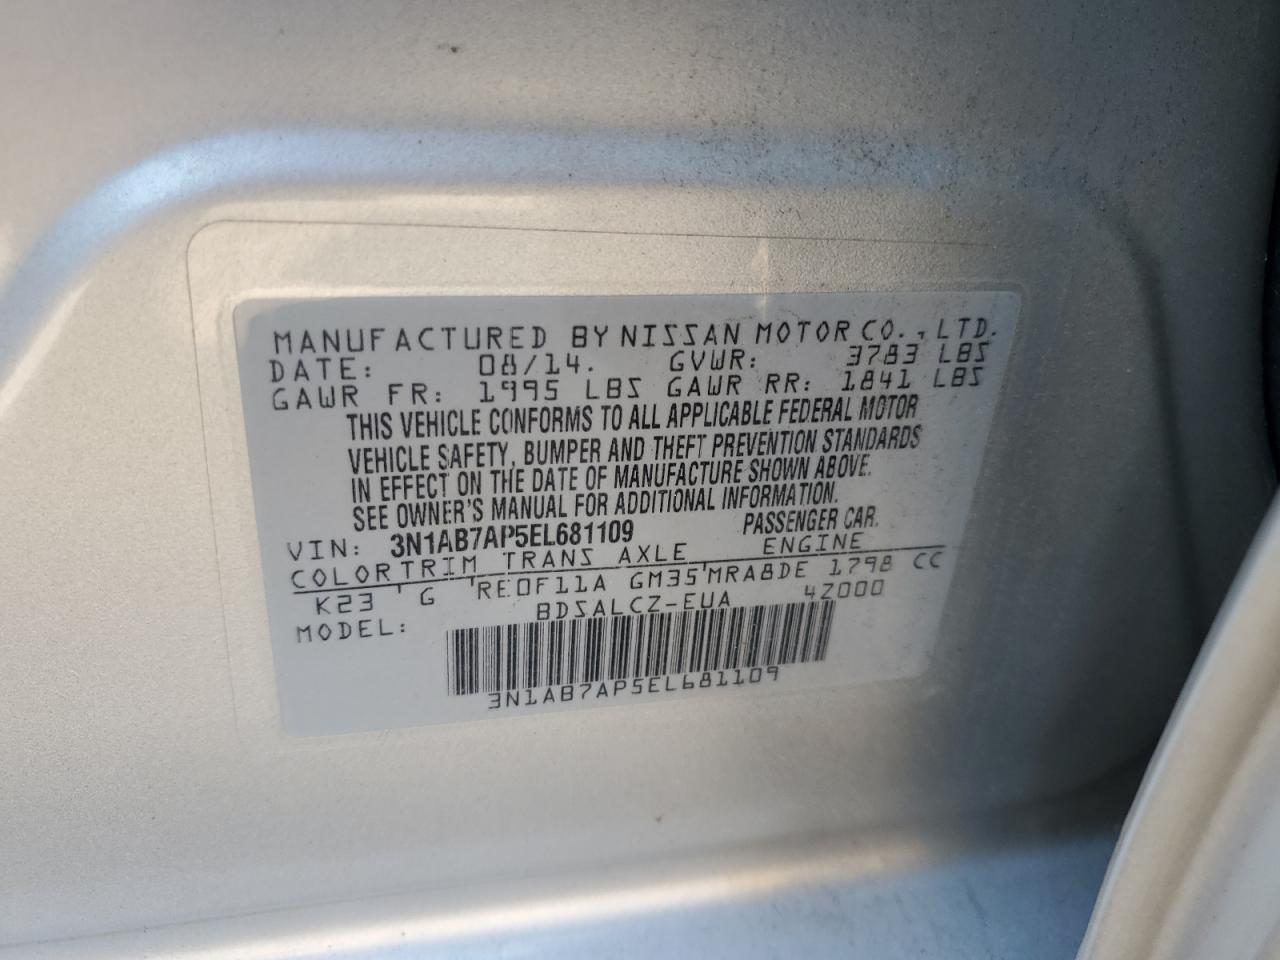 MANUFACTURED BY NISSAN MOTOR CO., LTD.
DATE: 08/14. GVWR: 3783 LBS
GAWR FR: 1995 LBS GAWR RR: 1841 LBS
THIS VEHICLE CONFORMS TO ALL APPLICABLE FEDERAL MOTOR
VEHICLE SAFETY, BUMPER AND THEFT PREVENTION STANDARDS
IN EFFECT ON THE DATE OF MANUFACTURE SHOWN ABOVE.
SEE OWNER'S MANUAL FOR ADDITIONAL INFORMATION.
VIN: 3N1AB7AP5EL681109 PASSENGER CAR.
COLOR TRIM TRANS AXLE ENGINE
K23 G RE0F11A GM35 MRA8DE 1798 CC
MODEL: BDSALCZ-EUA 4Z000
3N1AB7AP5EL681109